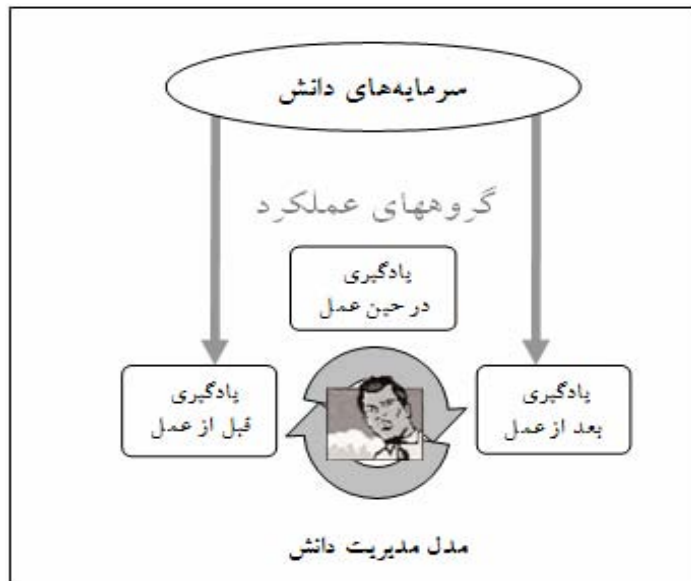 سرمایه‌های دانش
گروههای عملکرد
یادگیری
در حین عمل
یادگیری
بعد از عمل
یادگیری
قبل از عمل
مدل مدیریت دانش